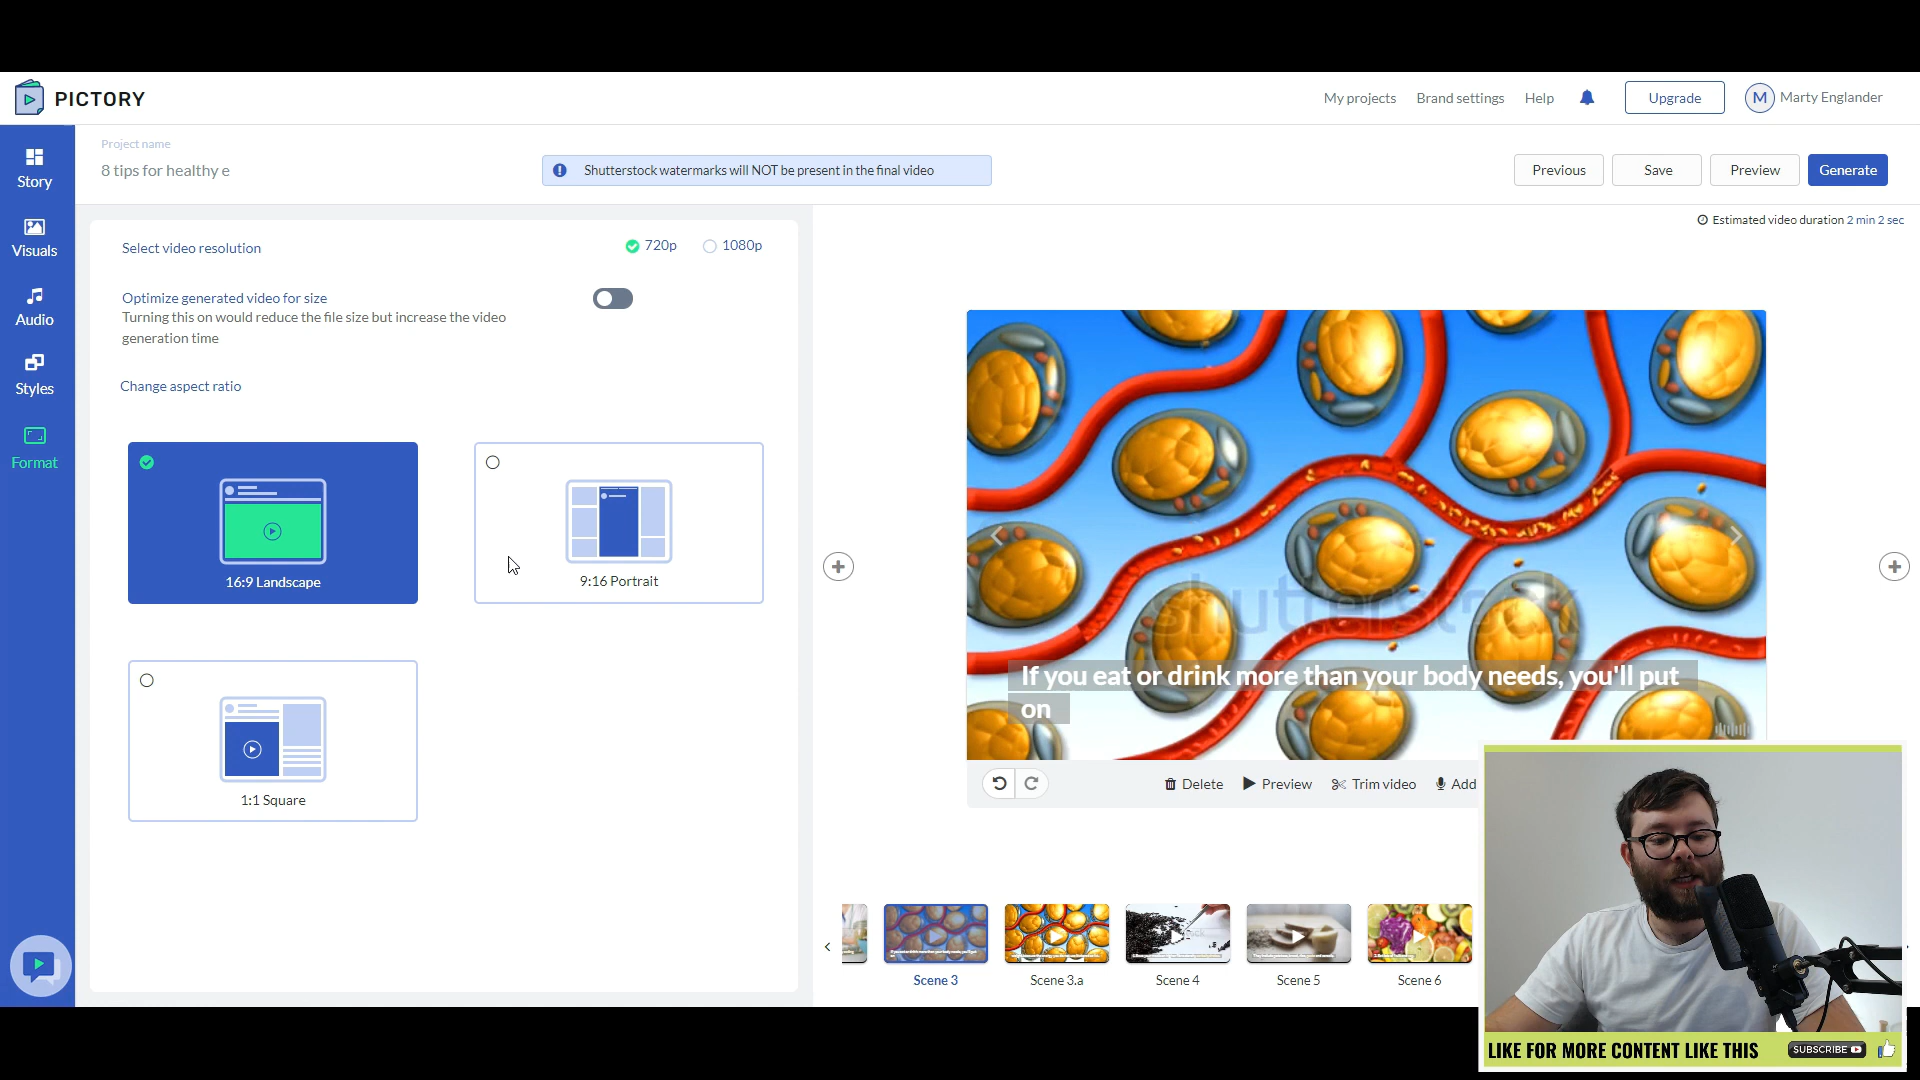 PICTORY
My projects
Brand settings
Help
Upgrade
M
Marty Englander
Project name
8 tips for healthy e
Shutterstock watermarks will NOT be present in the final video
Previous
Save
Preview
Generate
Story
Visuals
Audio
Styles
Format
Select video resolution
720p
1080p
Estimated video duration 2 min 2 sec
Optimize generated video for size
Turning this on would reduce the file size but increase the video
generation time
Change aspect ratio
16:9 Landscape
9:16 Portrait
1:1 Square
shutterstock
If you eat or drink more than your body needs, you'll put
on
Delete
Preview
Trim video
Add
Scene 3
Scene 3.a
Scene 4
Scene 5
Scene 6
LIKE FOR MORE CONTENT LIKE THIS
SUBSCRIBE